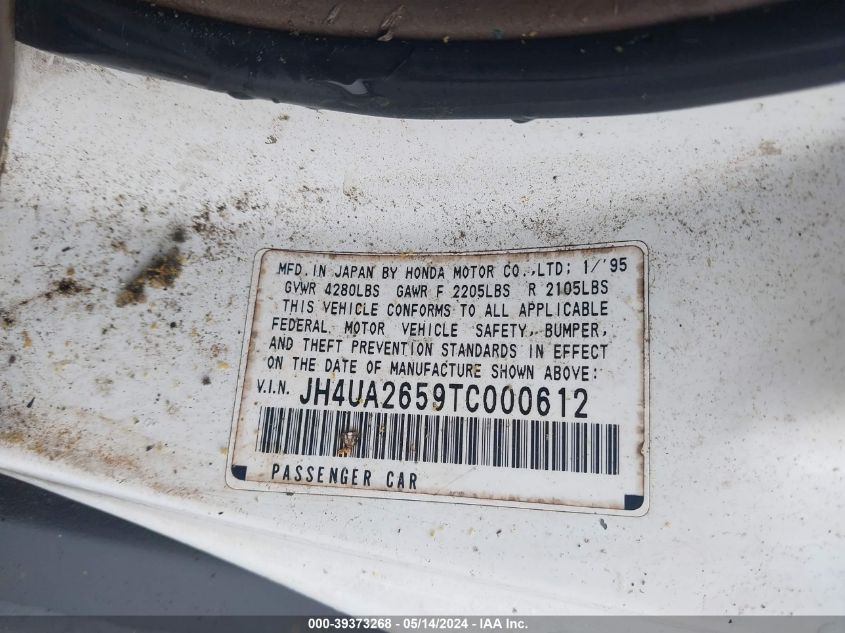 MFD. IN JAPAN BY HONDA MOTOR CO.,LTD; 1/'95
GVWR 4280LBS GAWR F 2205LBS R 2105LBS
THIS VEHICLE CONFORMS TO ALL APPLICABLE
FEDERAL MOTOR VEHICLE SAFETY, BUMPER,
AND THEFT PREVENTION STANDARDS IN EFFECT
ON THE DATE OF MANUFACTURE SHOWN ABOVE:
V.I.N. JH4UA2659TC000612
PASSENGER CAR
000-39373268 - 05/14/2024 - IAA Inc.